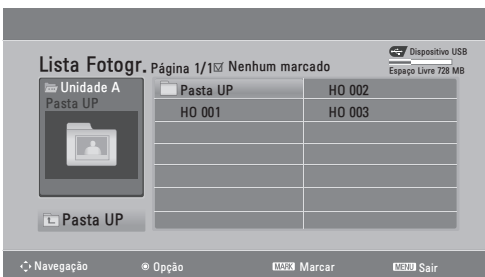 Lista Fotogr. Página 1/1 Nenhum marcado
Dispositivo USB
Espaço Livre 728 MB
Unidade A
Pasta UP
Pasta UP
HO 002
HO 001
HO 003
Pasta UP
Navegação
Opção
MARK Marcar
MENU Sair